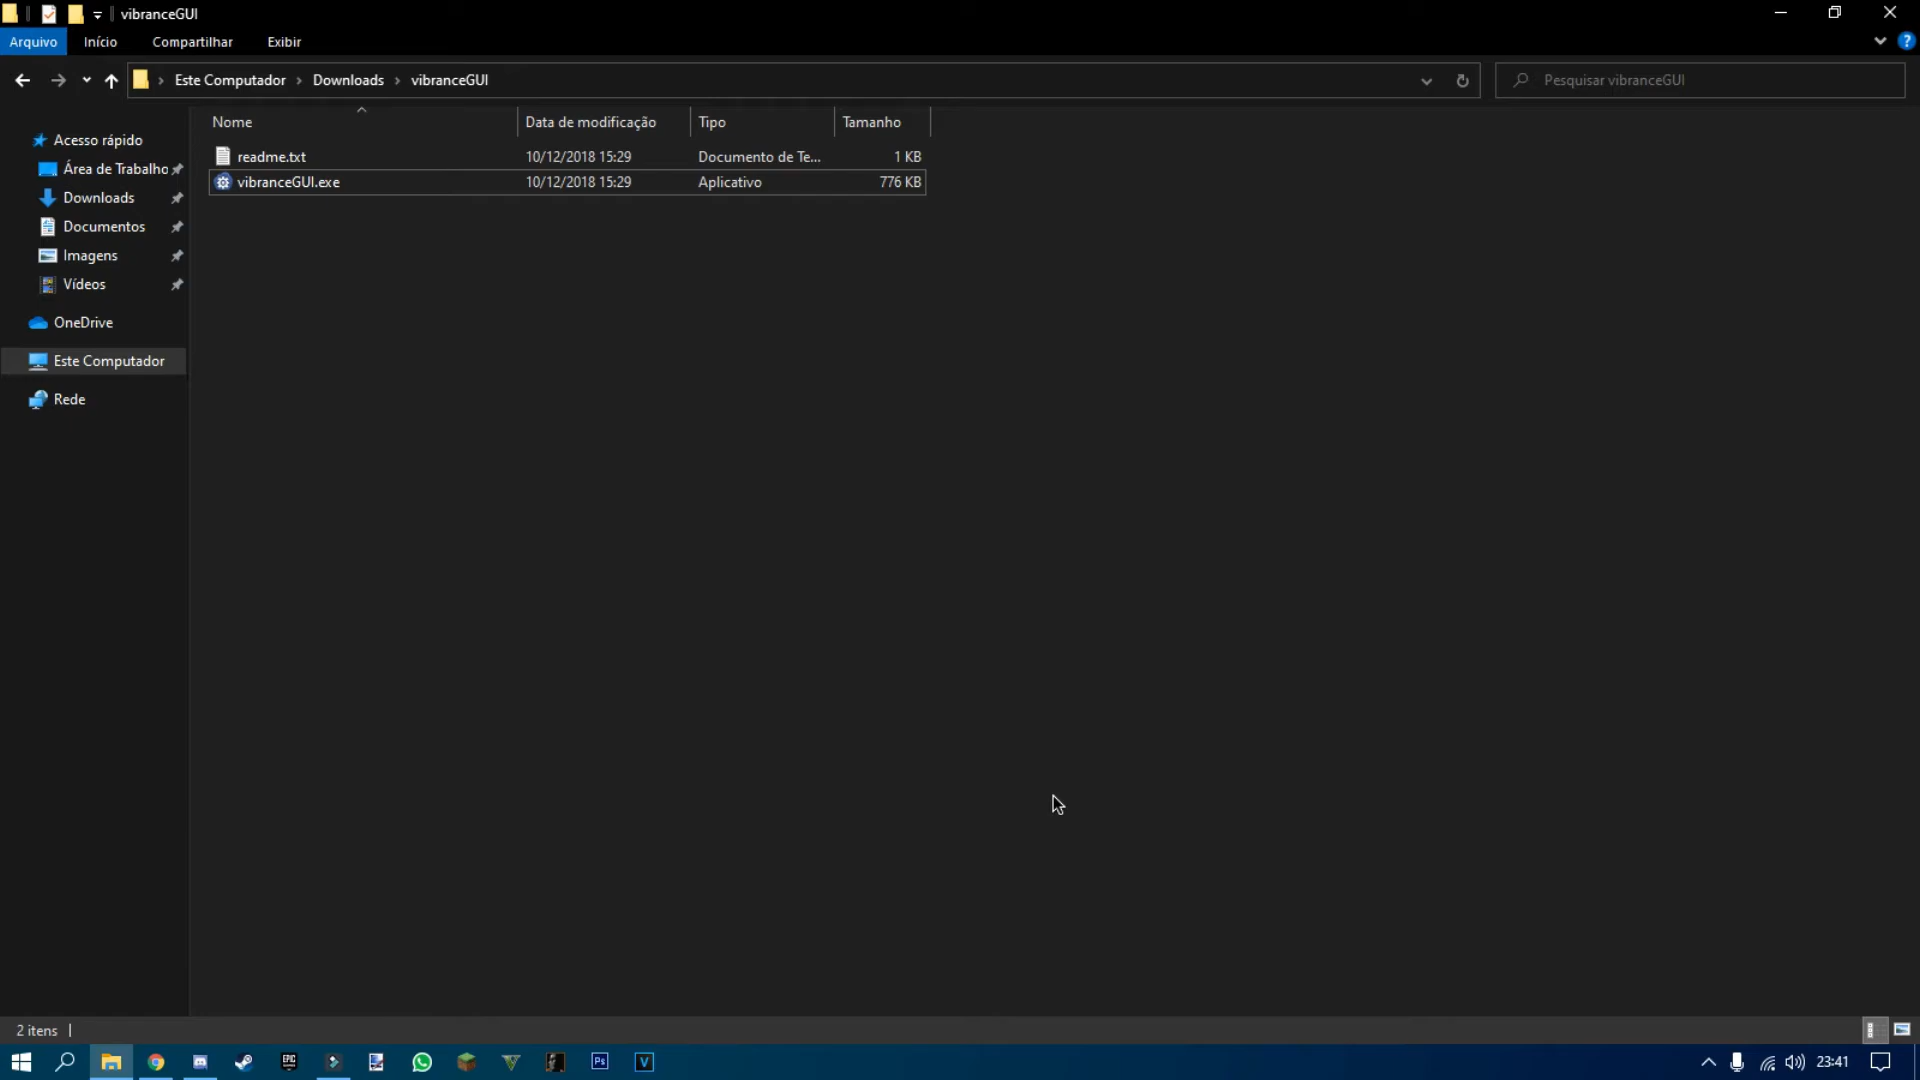 vibranceGUI
Arquivo Início Compartilhar Exibir
Este Computador Downloads vibranceGUI Pesquisar vibranceGUI
Nome Data de modificação Tipo Tamanho
readme.txt 10/12/2018 15:29 Documento de Te... 1 KB
vibranceGUI.exe 10/12/2018 15:29 Aplicativo 776 KB
Acesso rápido
Área de Trabalho
Downloads
Documentos
Imagens
Vídeos
OneDrive
Este Computador
Rede
2 itens
EPIC Ps V 23:41